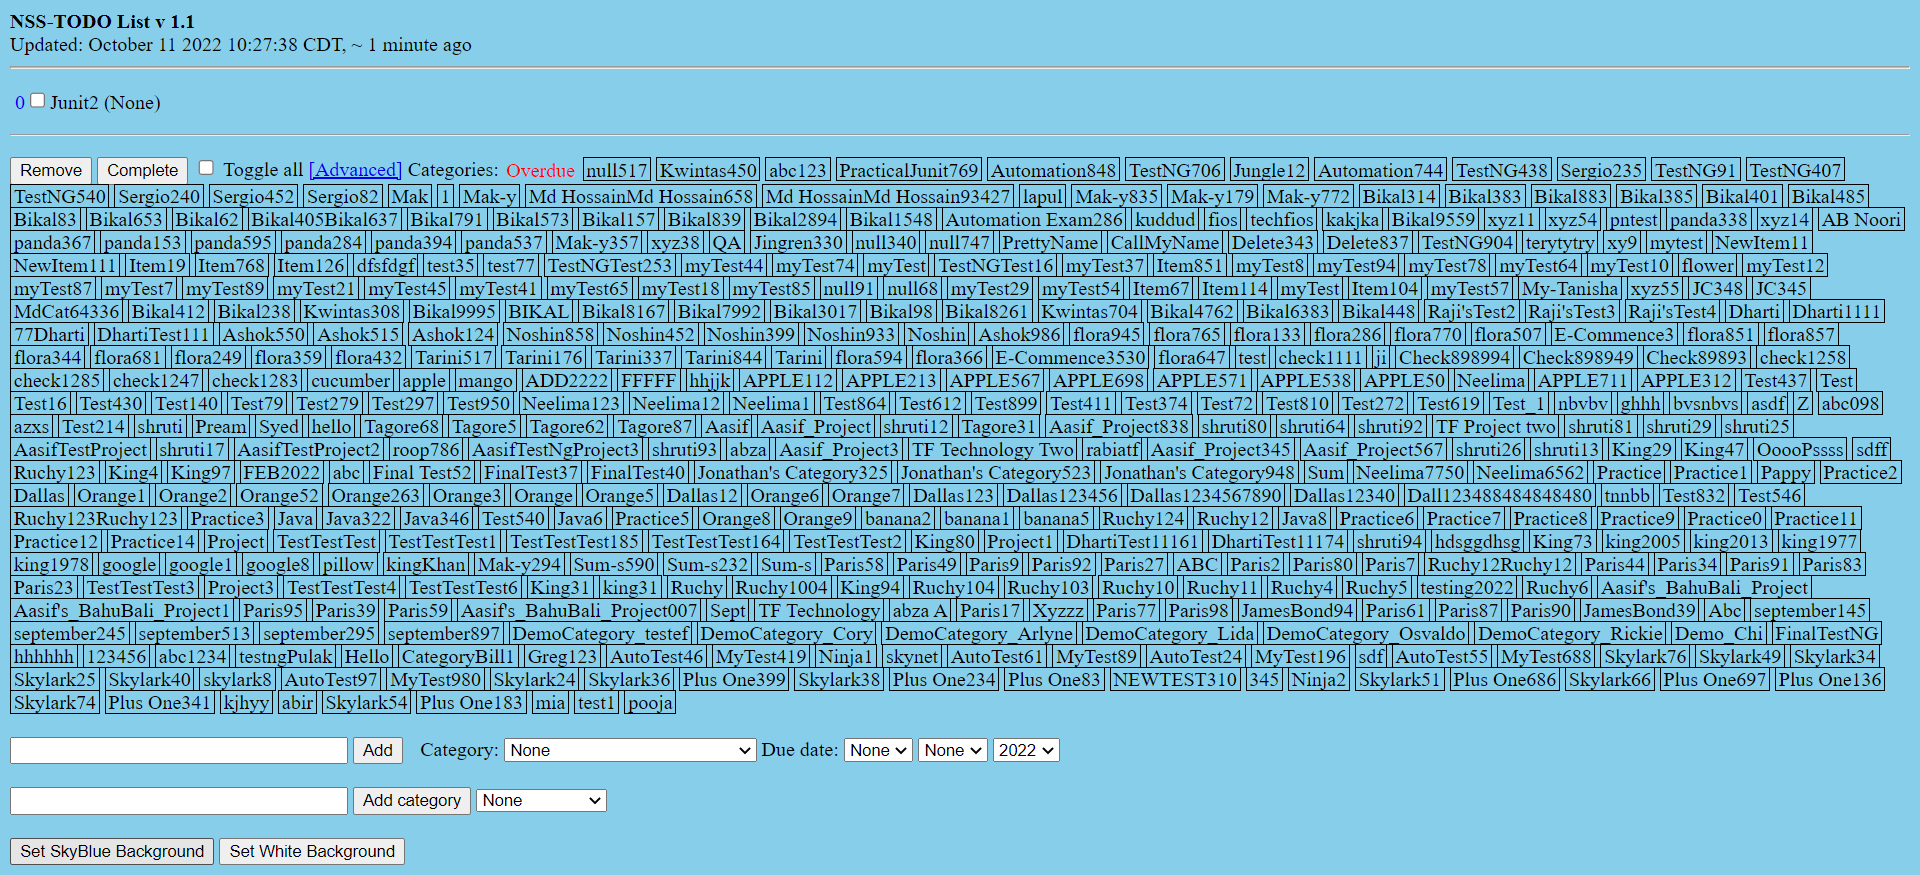 NSS-TODO List v 1.1
Updated: October 11 2022 10:27:38 CDT, ~ 1 minute ago
0 Junit2 (None)
Remove Complete Toggle all [Advanced] Categories: Overdue null517 Kwintas450 abc123 PracticalJunit769 Automation848 TestNG706 Jungle12 Automation744 TestNG438 Sergio235 TestNG91 TestNG407
TestNG540 Sergio240 Sergio452 Sergio82 Mak 1 Mak-y Md HossainMd Hossain658 Md HossainMd Hossain93427 lapul Mak-y835 Mak-y179 Mak-y772 Bikal314 Bikal383 Bikal883 Bikal385 Bikal401 Bikal485
Bikal83 Bikal653 Bikal62 Bikal405Bikal637 Bikal791 Bikal573 Bikal157 Bikal839 Bikal2894 Bikal1548 Automation Exam286 kuddud fios techfios kakjka Bikal9559 xyz11 xyz54 pntest panda338 xyz14 AB Noori
panda367 panda153 panda595 panda284 panda394 panda537 Mak-y357 xyz38 QA Jingren330 null340 null747 PrettyName CallMyName Delete343 Delete837 TestNG904 terytytry xy9 mytest NewItem11
NewItem111 Item19 Item768 Item126 dfsfdgf test35 test77 TestNGTest253 myTest44 myTest74 myTest TestNGTest16 myTest37 Item851 myTest8 myTest94 myTest78 myTest64 myTest10 flower myTest12
myTest87 myTest7 myTest89 myTest21 myTest45 myTest41 myTest65 myTest18 myTest85 null91 null68 myTest29 myTest54 Item67 Item114 myTest Item104 myTest57 My-Tanisha xyz55 JC348 JC345
MdCat64336 Bikal412 Bikal238 Kwintas308 Bikal9995 BIKAL Bikal8167 Bikal7992 Bikal3017 Bikal98 Bikal8261 Kwintas704 Bikal4762 Bikal6383 Bikal448 Raji'sTest2 Raji'sTest3 Raji'sTest4 Dharti Dharti1111
77Dharti DhartiTest111 Ashok550 Ashok515 Ashok124 Noshin858 Noshin452 Noshin399 Noshin933 Noshin Ashok986 flora945 flora765 flora133 flora286 flora770 flora507 E-Commence3 flora851 flora857
flora344 flora681 flora249 flora359 flora432 Tarini517 Tarini176 Tarini337 Tarini844 Tarini flora594 flora366 E-Commence3530 flora647 test check1111 jj Check898994 Check898949 Check89893 check1258
check1285 check1247 check1283 cucumber apple mango ADD2222 FFFFF hhjjk APPLE112 APPLE213 APPLE567 APPLE698 APPLE571 APPLE538 APPLE50 Neelima APPLE711 APPLE312 Test437 Test
Test16 Test430 Test140 Test79 Test279 Test297 Test950 Neelima123 Neelima12 Neelima1 Test864 Test612 Test899 Test411 Test374 Test72 Test810 Test272 Test619 Test_1 nbvbv ghhh bvsnbvs asdf Z abc098
azxs Test214 shruti Pream Syed hello Tagore68 Tagore5 Tagore62 Tagore87 Aasif Aasif_Project shruti12 Tagore31 Aasif_Project838 shruti80 shruti64 shruti92 TF Project two shruti81 shruti29 shruti25
AasifTestProject shruti17 AasifTestProject2 roop786 AasifTestNgProject3 shruti93 abza Aasif_Project3 TF Technology Two rabiatf Aasif_Project345 Aasif_Project567 shruti26 shruti13 King29 King47 OoooPssss sdff
Ruchy123 King4 King97 FEB2022 abc Final Test52 FinalTest37 FinalTest40 Jonathan's Category325 Jonathan's Category523 Jonathan's Category948 Sum Neelima7750 Neelima6562 Practice Practice1 Pappy Practice2
Dallas Orange1 Orange2 Orange52 Orange263 Orange3 Orange Orange5 Dallas12 Orange6 Orange7 Dallas123 Dallas123456 Dallas1234567890 Dallas12340 Dall123488484848480 tnnbb Test832 Test546
Ruchy123Ruchy123 Practice3 Java Java322 Java346 Test540 Java6 Practice5 Orange8 Orange9 banana2 banana1 banana5 Ruchy124 Ruchy12 Java8 Practice6 Practice7 Practice8 Practice9 Practice0 Practice11
Practice12 Practice14 Project TestTestTest TestTestTest1 TestTestTest185 TestTestTest164 TestTestTest2 King80 Project1 DhartiTest11161 DhartiTest11174 shruti94 hdsggdhsg King73 king2005 king2013 king1977
king1978 google google1 google8 pillow kingKhan Mak-y294 Sum-s590 Sum-s232 Sum-s Paris58 Paris49 Paris9 Paris92 Paris27 ABC Paris2 Paris80 Paris7 Ruchy12Ruchy12 Paris44 Paris34 Paris91 Paris83
Paris23 TestTestTest3 Project3 TestTestTest4 TestTestTest6 King31 king31 Ruchy Ruchy1004 King94 Ruchy104 Ruchy103 Ruchy10 Ruchy11 Ruchy4 Ruchy5 testing2022 Ruchy6 Aasif's_BahuBali_Project
Aasif's_BahuBali_Project1 Paris95 Paris39 Paris59 Aasif's_BahuBali_Project007 Sept TF Technology abza A Paris17 Xyzzz Paris77 Paris98 JamesBond94 Paris61 Paris87 Paris90 JamesBond39 Abc september145
september245 september513 september295 september897 DemoCategory_testef DemoCategory_Cory DemoCategory_Arlyne DemoCategory_Lida DemoCategory_Osvaldo DemoCategory_Rickie Demo_Chi FinalTestNG
hhhhhh 123456 abc1234 testngPulak Hello CategoryBill1 Greg123 AutoTest46 MyTest419 Ninja1 skynet AutoTest61 MyTest89 AutoTest24 MyTest196 sdf AutoTest55 MyTest688 Skylark76 Skylark49 Skylark34
Skylark25 Skylark40 skylark8 AutoTest97 MyTest980 Skylark24 Skylark36 Plus One399 Skylark38 Plus One234 Plus One83 NEWTEST310 345 Ninja2 Skylark51 Plus One686 Skylark66 Plus One697 Plus One136
Skylark74 Plus One341 kjhyy abir Skylark54 Plus One183 mia test1 pooja
Add Category: None Due date: None None 2022
Add category None
Set SkyBlue Background Set White Background